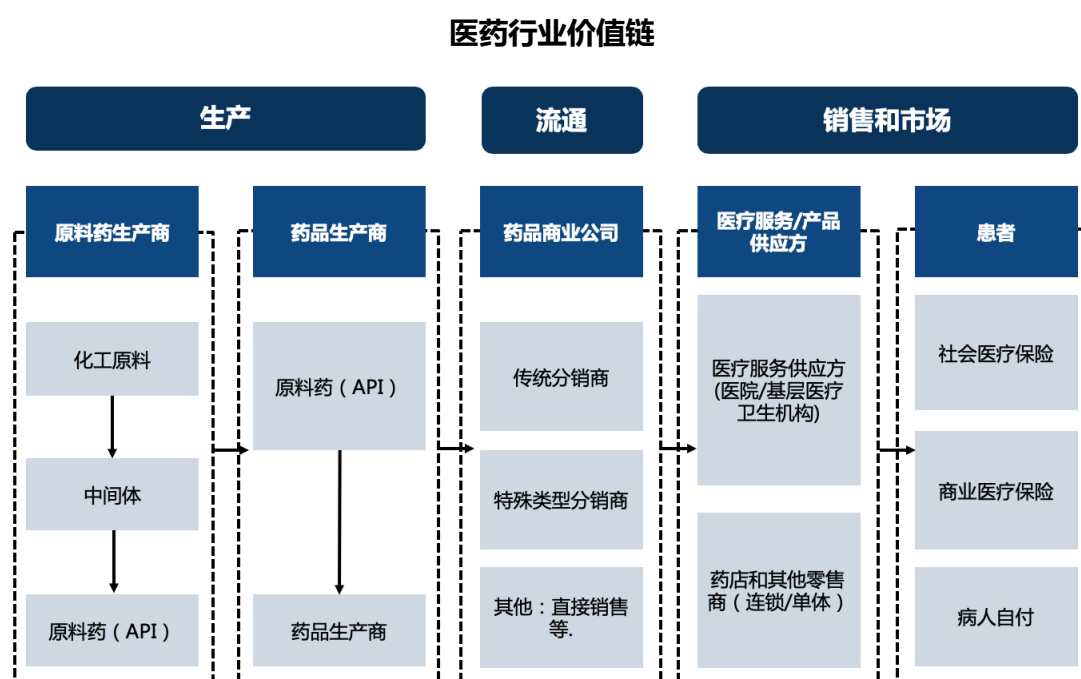 医药行业价值链
生产
流通
销售和市场
原料药生产商
药品生产商
药品商业公司
医疗服务/产品
供应方
患者
化工原料
中间体
原料药（API）
原料药（API）
药品生产商
传统分销商
特殊类型分销商
其他：直接销售
等.
医疗服务供应方
(医院/基层医疗
卫生机构)
药店和其他零售
商（连锁/单体）
社会医疗保险
商业医疗保险
病人自付